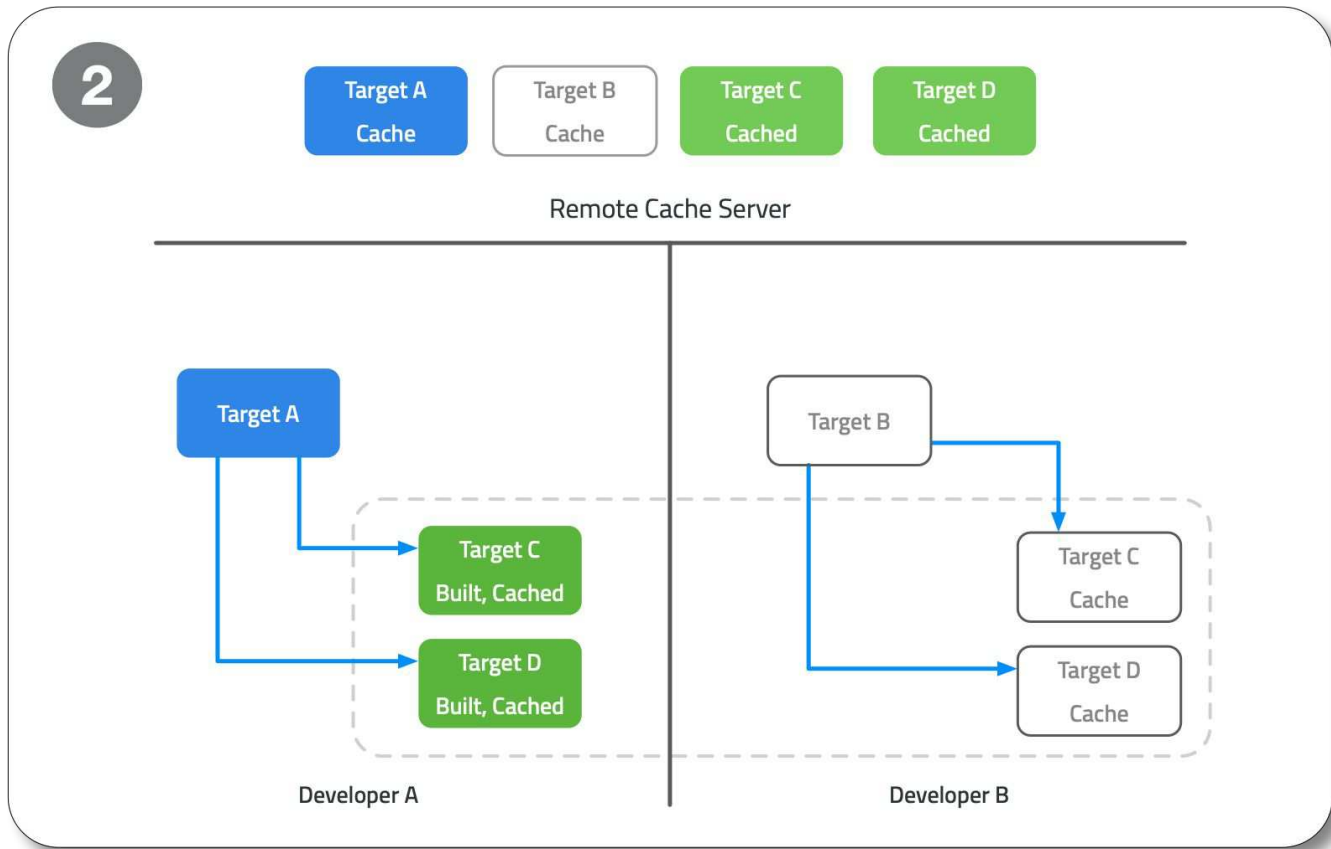 2
Target A
Cache
Target B
Cache
Target C
Cached
Target D
Cached
Remote Cache Server
Target A
Target C
Built, Cached
Target D
Built, Cached
Developer A
Target B
Target C
Cache
Target D
Cache
Developer B